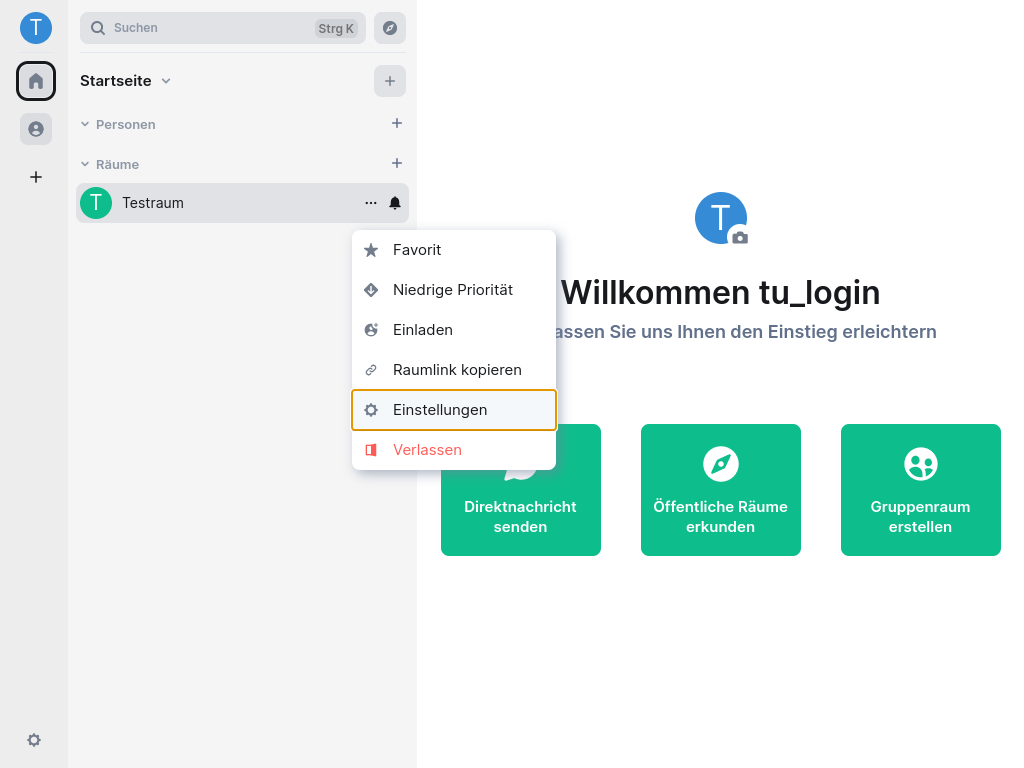 T
Suchen
Strg K
Startseite
Personen
Räume
T
Testraum
Favorit
Niedrige Priorität
Einladen
Raumlink kopieren
Einstellungen
Verlassen
T
Willkommen tu_login
assen Sie uns Ihnen den Einstieg erleichtern
Direktnachricht
senden
Öffentliche Räume
erkunden
Gruppenraum
erstellen